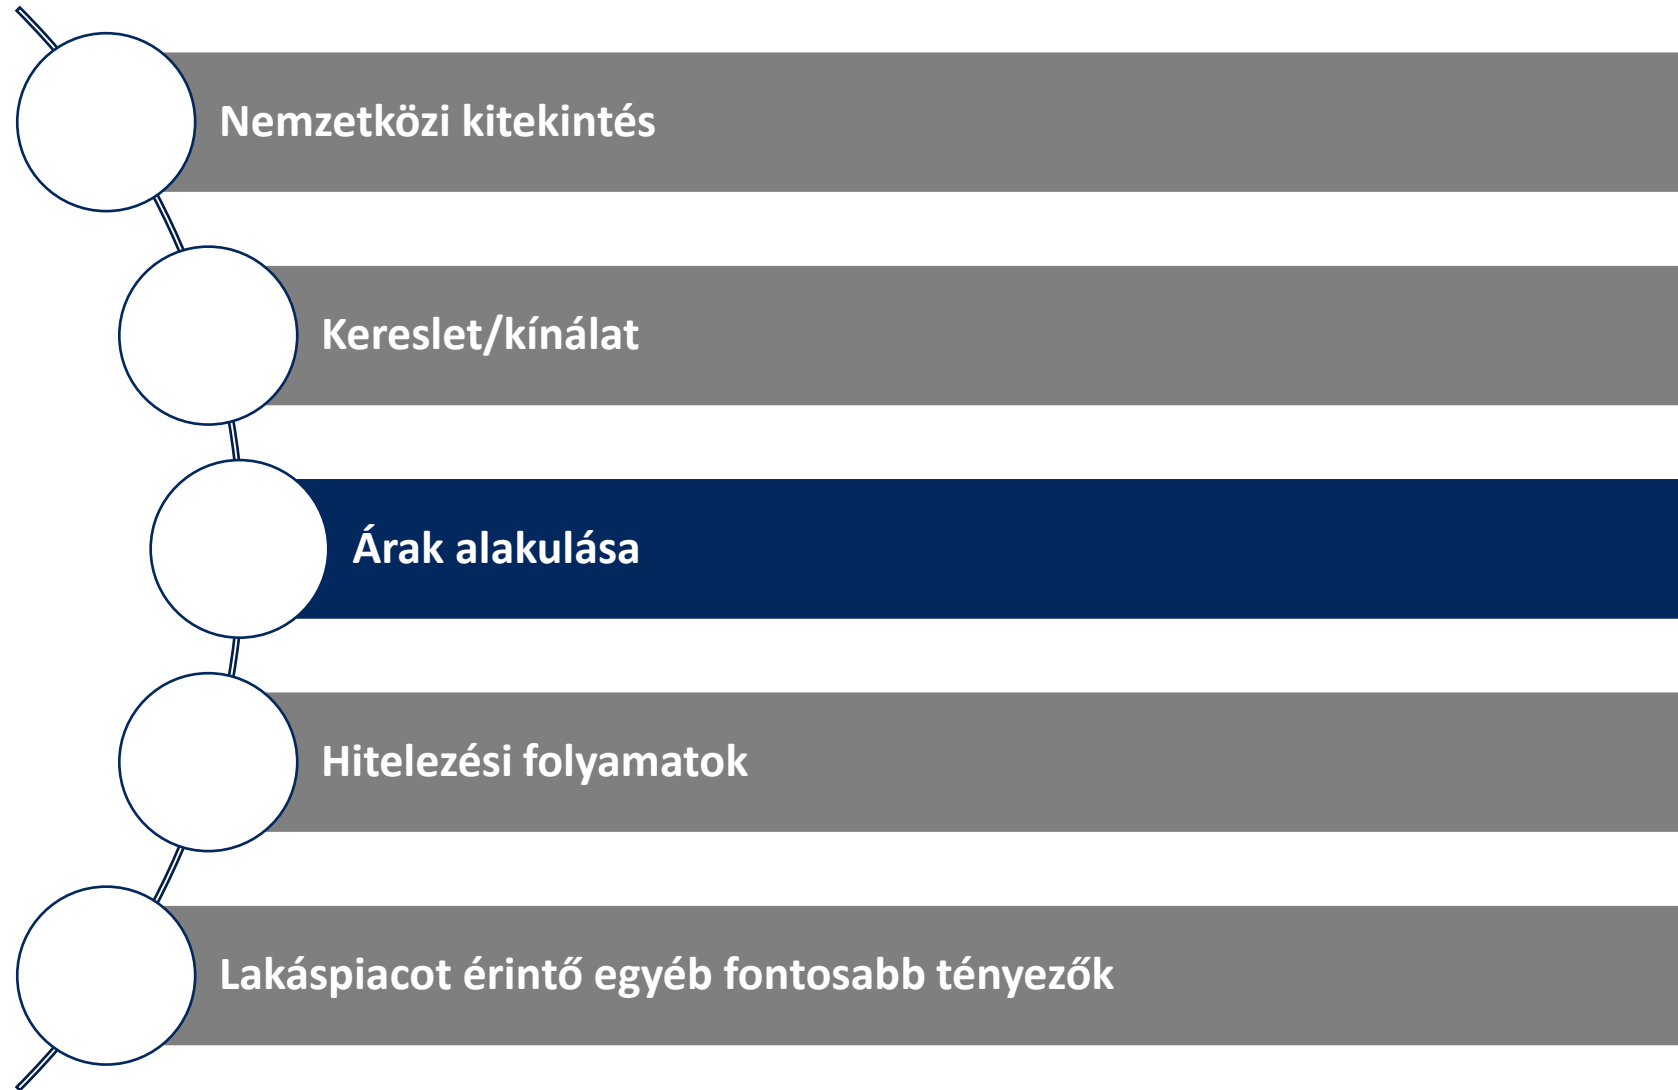 Nemzetközi kitekintés
Kereslet/kínálat
Árak alakulása
Hitelezési folyamatok
Lakáspiacot érintő egyéb fontosabb tényezők